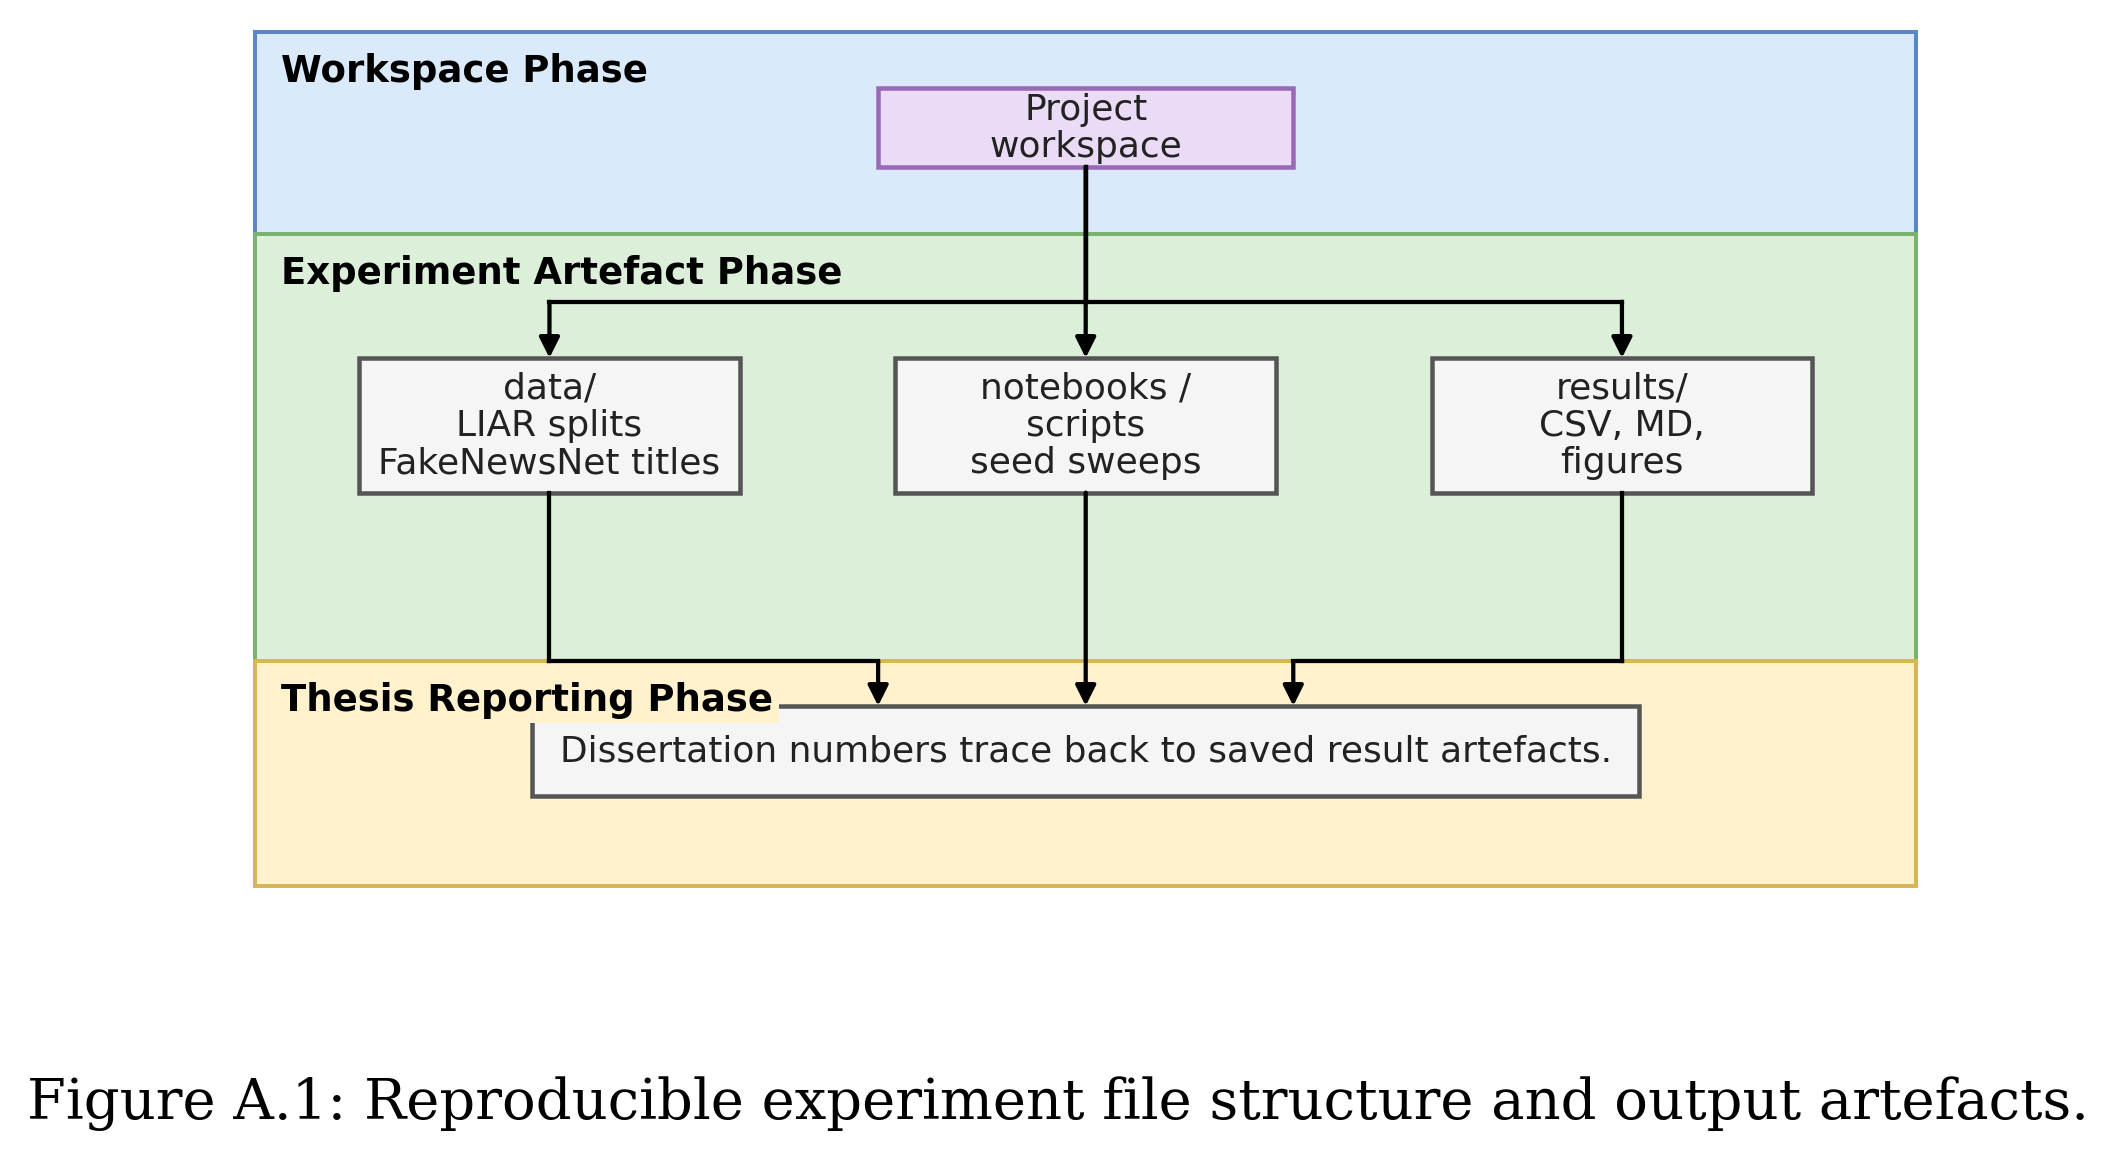 Workspace Phase
Project
workspace
Experiment Artefact Phase
data/
LIAR splits
FakeNewsNet titles
notebooks /
scripts
seed sweeps
results/
CSV, MD,
figures
Thesis Reporting Phase
Dissertation numbers trace back to saved result artefacts.
Figure A.1: Reproducible experiment file structure and output artefacts.